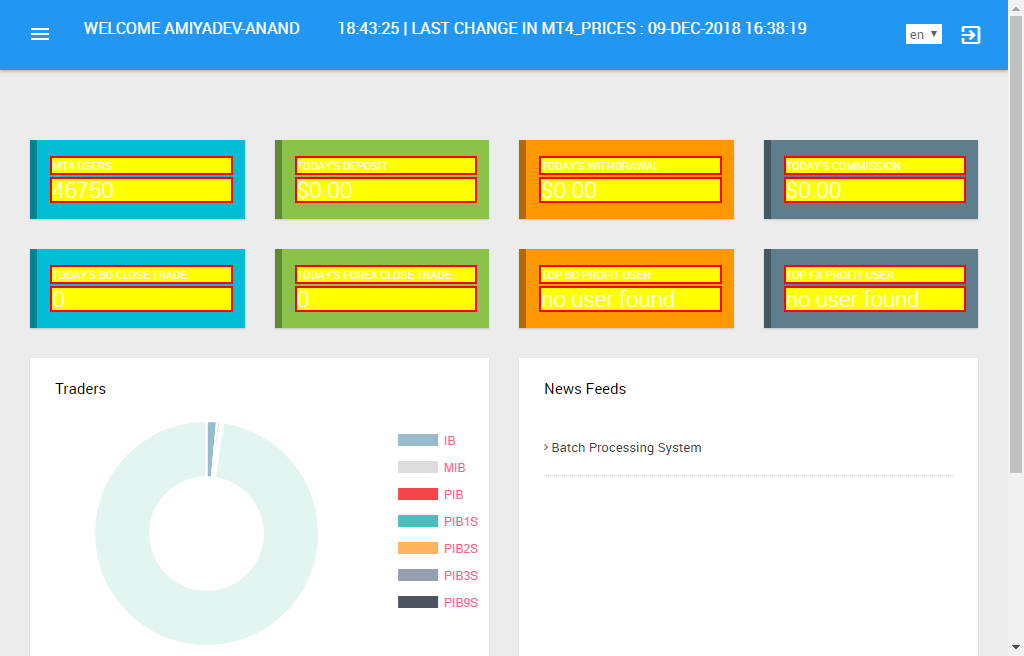 WELCOME AMIYADEV-ANAND 18:43:25 | LAST CHANGE IN MT4_PRICES : 09-DEC-2018 16:38:19 en
MT4 USERS
46750
TODAY'S DEPOSIT
$0.00
TODAY'S WITHDRAWAL
$0.00
TODAY'S COMMISSION
$0.00
TODAY'S BO CLOSE TRADE
0
TODAY'S FOREX CLOSE TRADE
0
TOP BO PROFIT USER
no user found
TOP FX PROFIT USER
no user found
Traders
IB
MIB
PIB
PIB1S
PIB2S
PIB3S
PIB9S
News Feeds
Batch Processing System